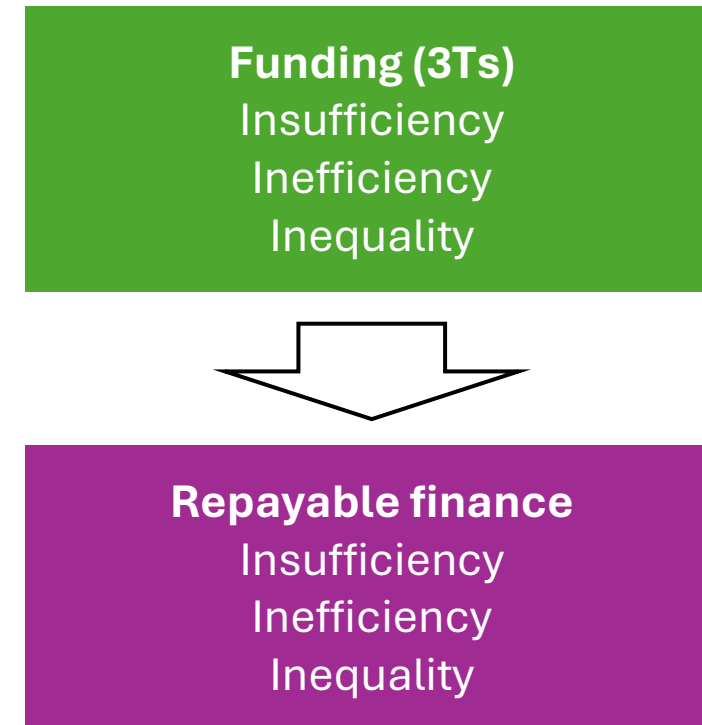 Funding (3Ts)
Insufficiency
Inefficiency
Inequality
Repayable finance
Insufficiency
Inefficiency
Inequality